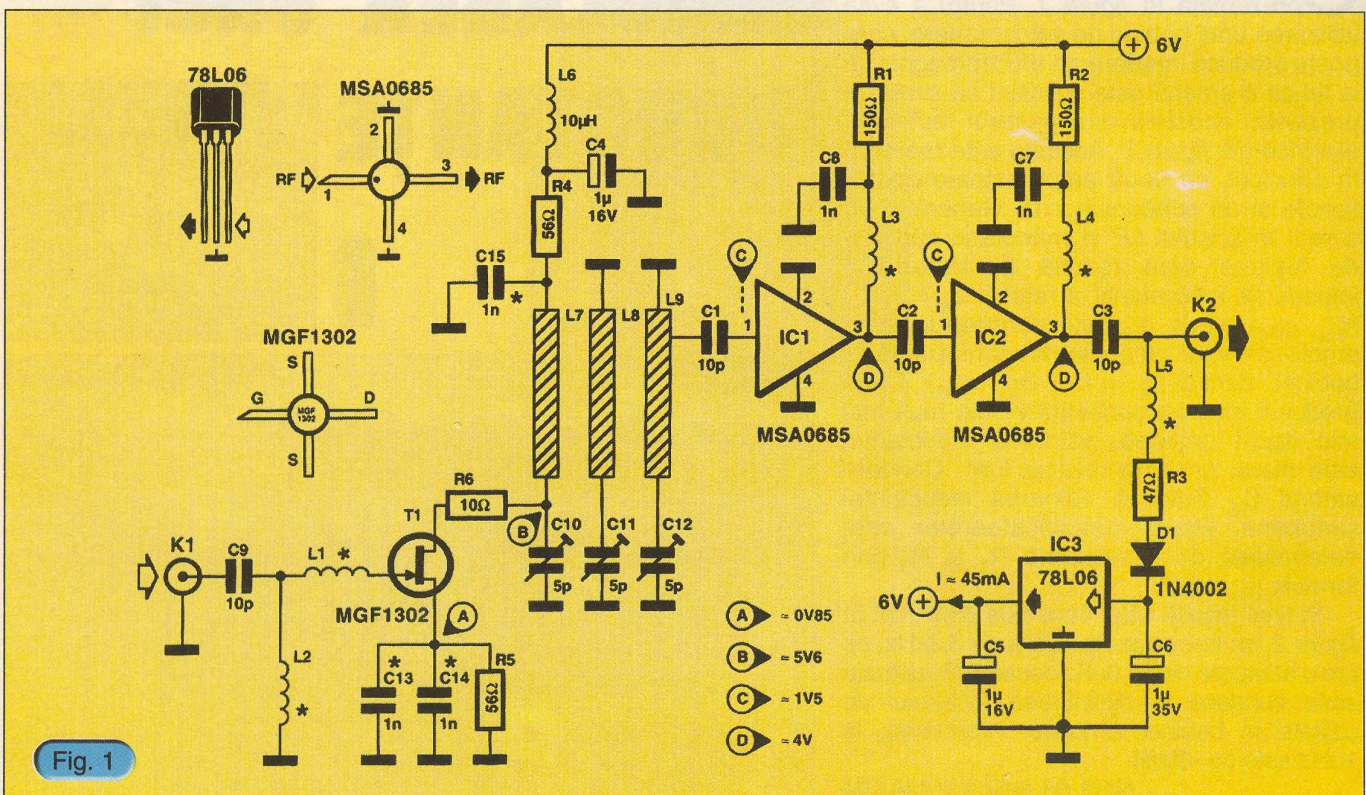 78L06
MSA0685
2
RF
1
3
RF
4
MGF1302
S
G
MGF
1302
D
S
L6
10µH
C4
1µ
16V
R4
56Ω
C15
1n
*
L7
L8
L9
R1
150Ω
R2
150Ω
+
6V
C8
1n
C7
1n
L3
*
L4
*
C1
10p
C
1
2
IC1
3
4
MSA0685
D
C2
10p
C
1
2
IC2
3
4
MSA0685
D
C3
10p
K2
L5
*
R3
47Ω
D1
1N4002
K1
C9
10p
L1 *
L2
*
T1
MGF1302
R6
10Ω
B
C10
5p
C11
5p
C12
5p
A
*
C13
1n
*
C14
1n
R5
56Ω
A ≈ 0V85
B ≈ 5V6
C ≈ 1V5
D ≈ 4V
IC3
78L06
I ≈ 45mA
6V +
C5
1µ
16V
C6
1µ
35V
Fig. 1